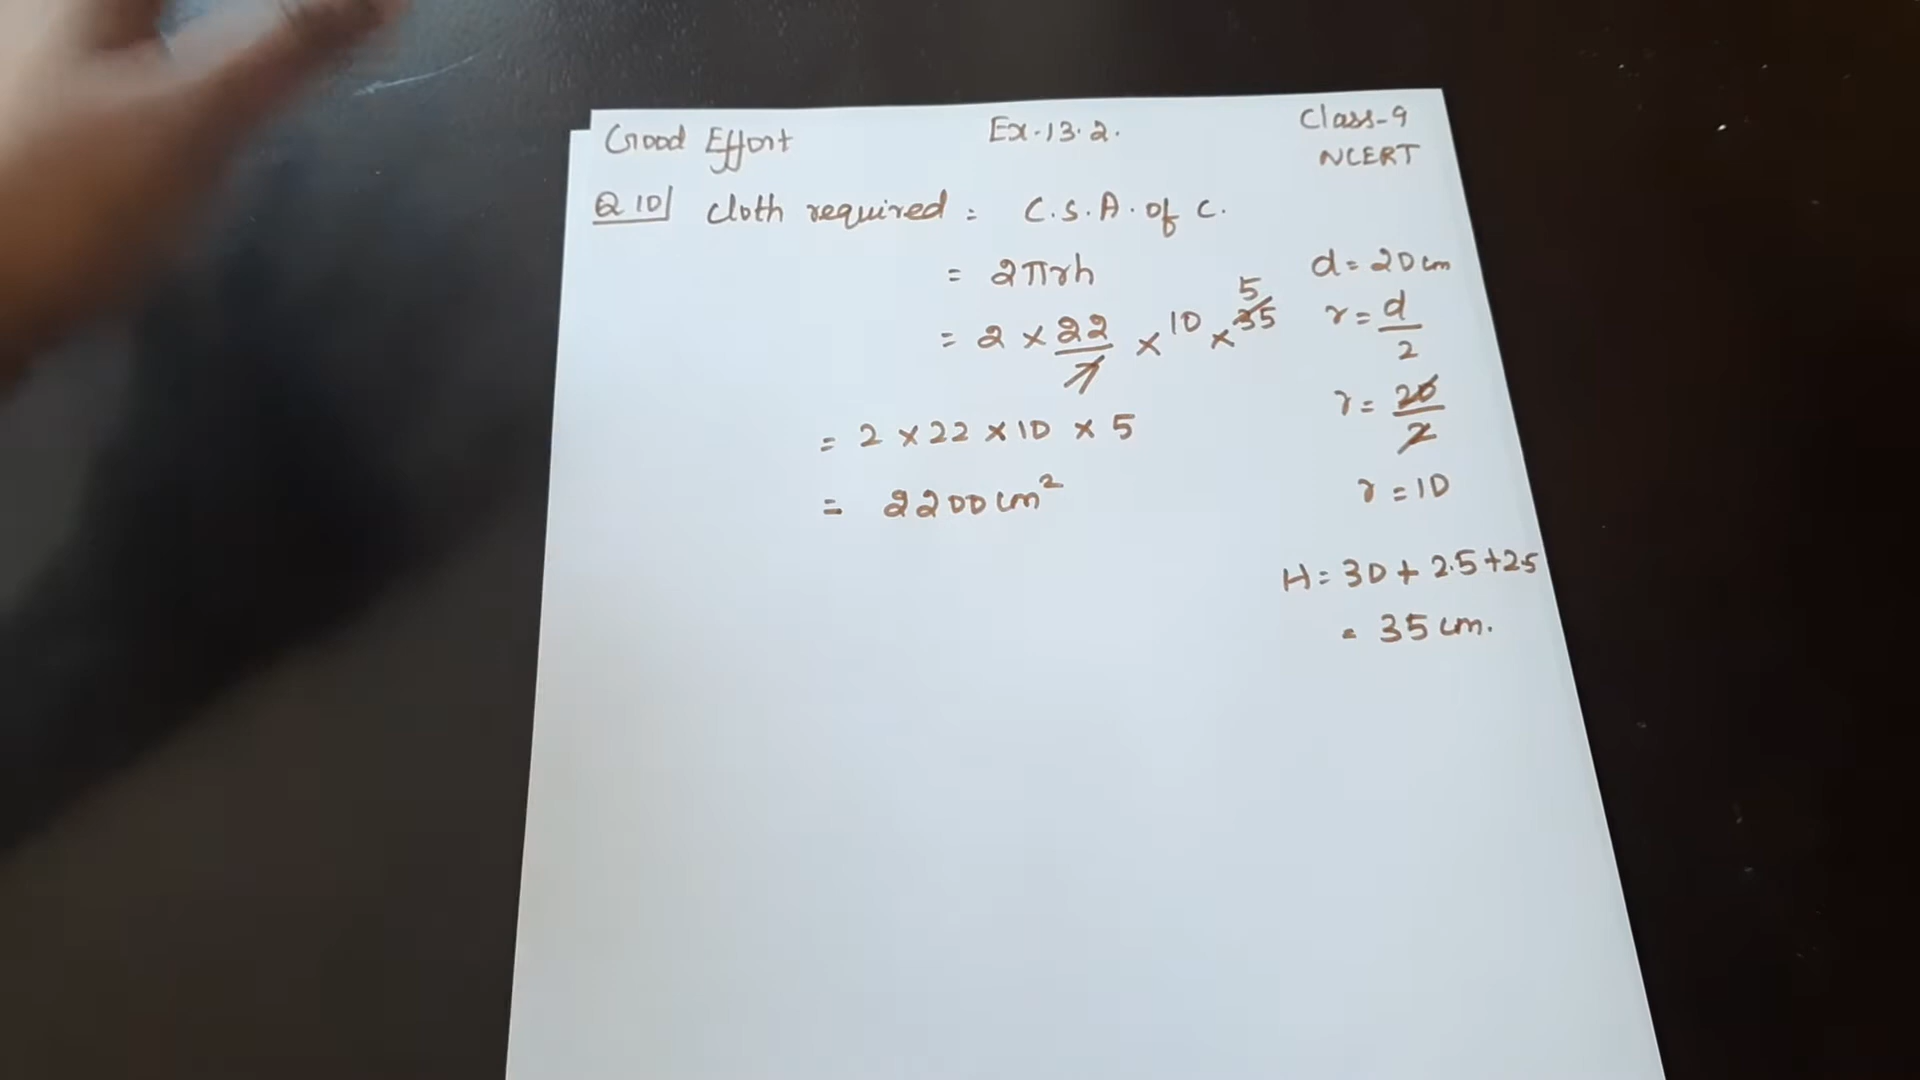 Good Effort Ex.13.2. Class-9
NCERT
Q 10 Cloth required = C.S.A. of c.
= 2πrh
= 2 × 22/7 × 10 × 35 5
= 2 × 22 × 10 × 5
= 2200 cm²
d = 20 cm
r = d/2
r = 20/2
r = 10
H = 30 + 2.5 + 2.5
= 35 cm.